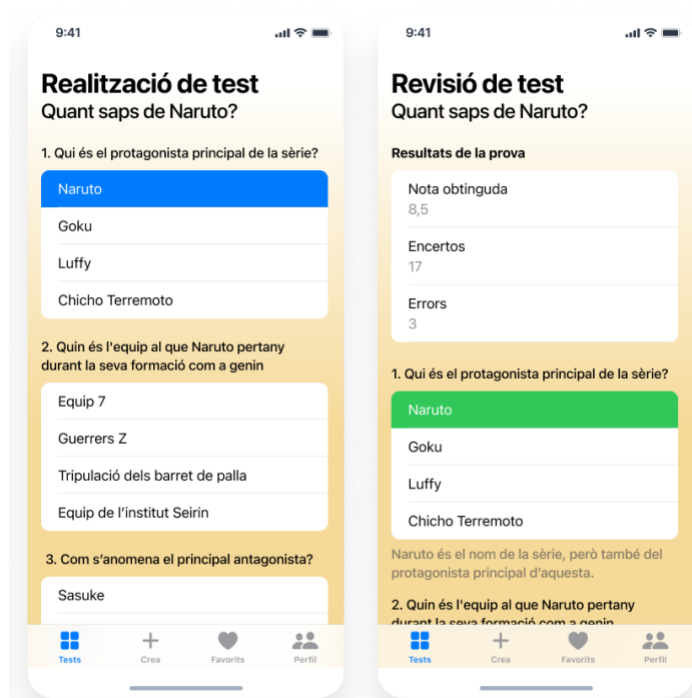 9:41
Realització de test
Quant saps de Naruto?
1. Qui és el protagonista principal de la sèrie?
Naruto
Goku
Luffy
Chicho Terremoto
2. Quin és l'equip al que Naruto pertany
durant la seva formació com a genin
Equip 7
Guerrers Z
Tripulació dels barret de palla
Equip de l’institut Seirin
3. Com s’anomena el principal antagonista?
Sasuke
Tests
Crea
Favorits
Perfil
9:41
Revisió de test
Quant saps de Naruto?
Resultats de la prova
Nota obtinguda
8,5
Encertos
17
Errors
3
1. Qui és el protagonista principal de la sèrie?
Naruto
Goku
Luffy
Chicho Terremoto
Naruto és el nom de la sèrie, però també del
protagonista principal d’aquesta.
2. Quin és l'equip al que Naruto pertany
durant la seva formació com a genin
Tests
Crea
Favorits
Perfil